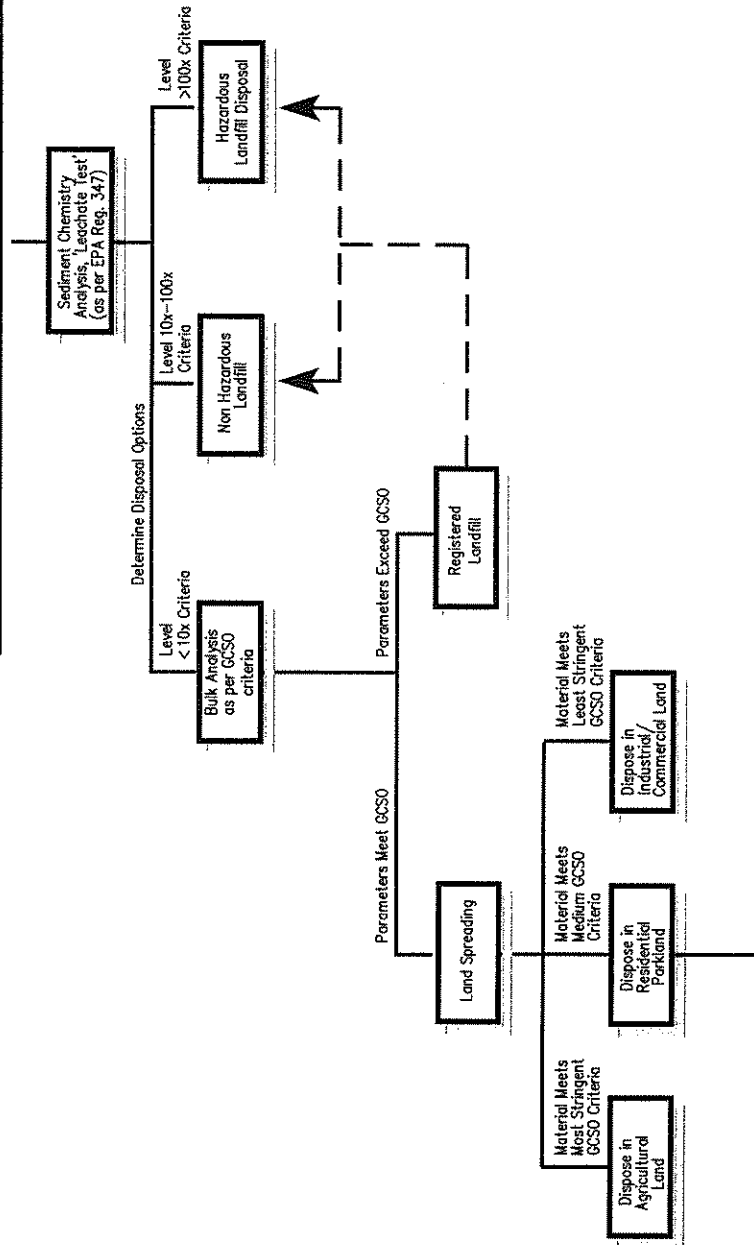 Sediment Chemistry
Analysis, 'Leachate Test'
(as per EPA Reg. 347)
Determine Disposal Options
Level
<10x Criteria
Level 10x-100x
Criteria
Level
>100x Criteria
Bulk Analysis
as per GCSO
criteria
Non Hazardous
Landfill
Hazardous
Landfill Disposal
Parameters Meet GCSO
Parameters Exceed GCSO
Land Spreading
Registered
Landfill
Material Meets
Most Stringent
GCSO Criteria
Material Meets
Medium GCSO
Criteria
Material Meets
Least Stringent
GCSO Criteria
Dispose in
Agricultural
Land
Dispose in
Residential
Parkland
Dispose in
Industrial/
Commercial Land